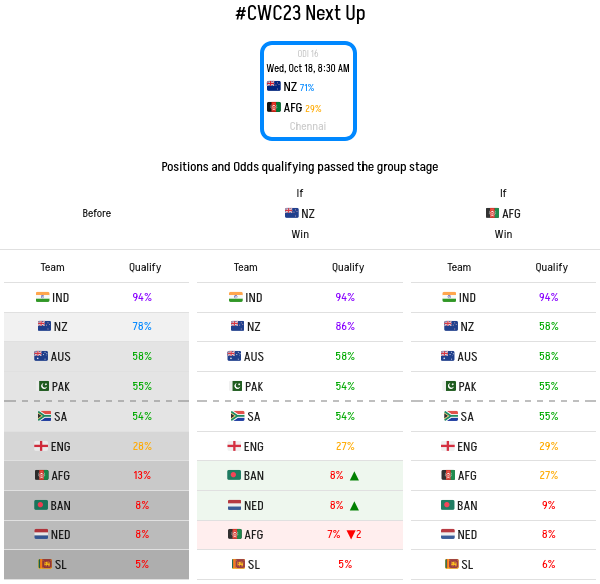 #CWC23 Next Up
ODI 16
Wed, Oct 18, 8:30 AM
NZ 71%
AFG 29%
Chennai
Positions and Odds qualifying passed the group stage
Before
If
NZ
Win
If
AFG
Win
Team Qualify Team Qualify Team Qualify
IND 94% IND 94% IND 94%
NZ 78% NZ 86% NZ 58%
AUS 58% AUS 58% AUS 58%
PAK 55% PAK 54% PAK 55%
SA 54% SA 54% SA 55%
ENG 28% ENG 27% ENG 29%
AFG 13% BAN 8% ▲ AFG 27%
BAN 8% NED 8% ▲ BAN 9%
NED 8% AFG 7% ▼2 NED 8%
SL 5% SL 5% SL 6%